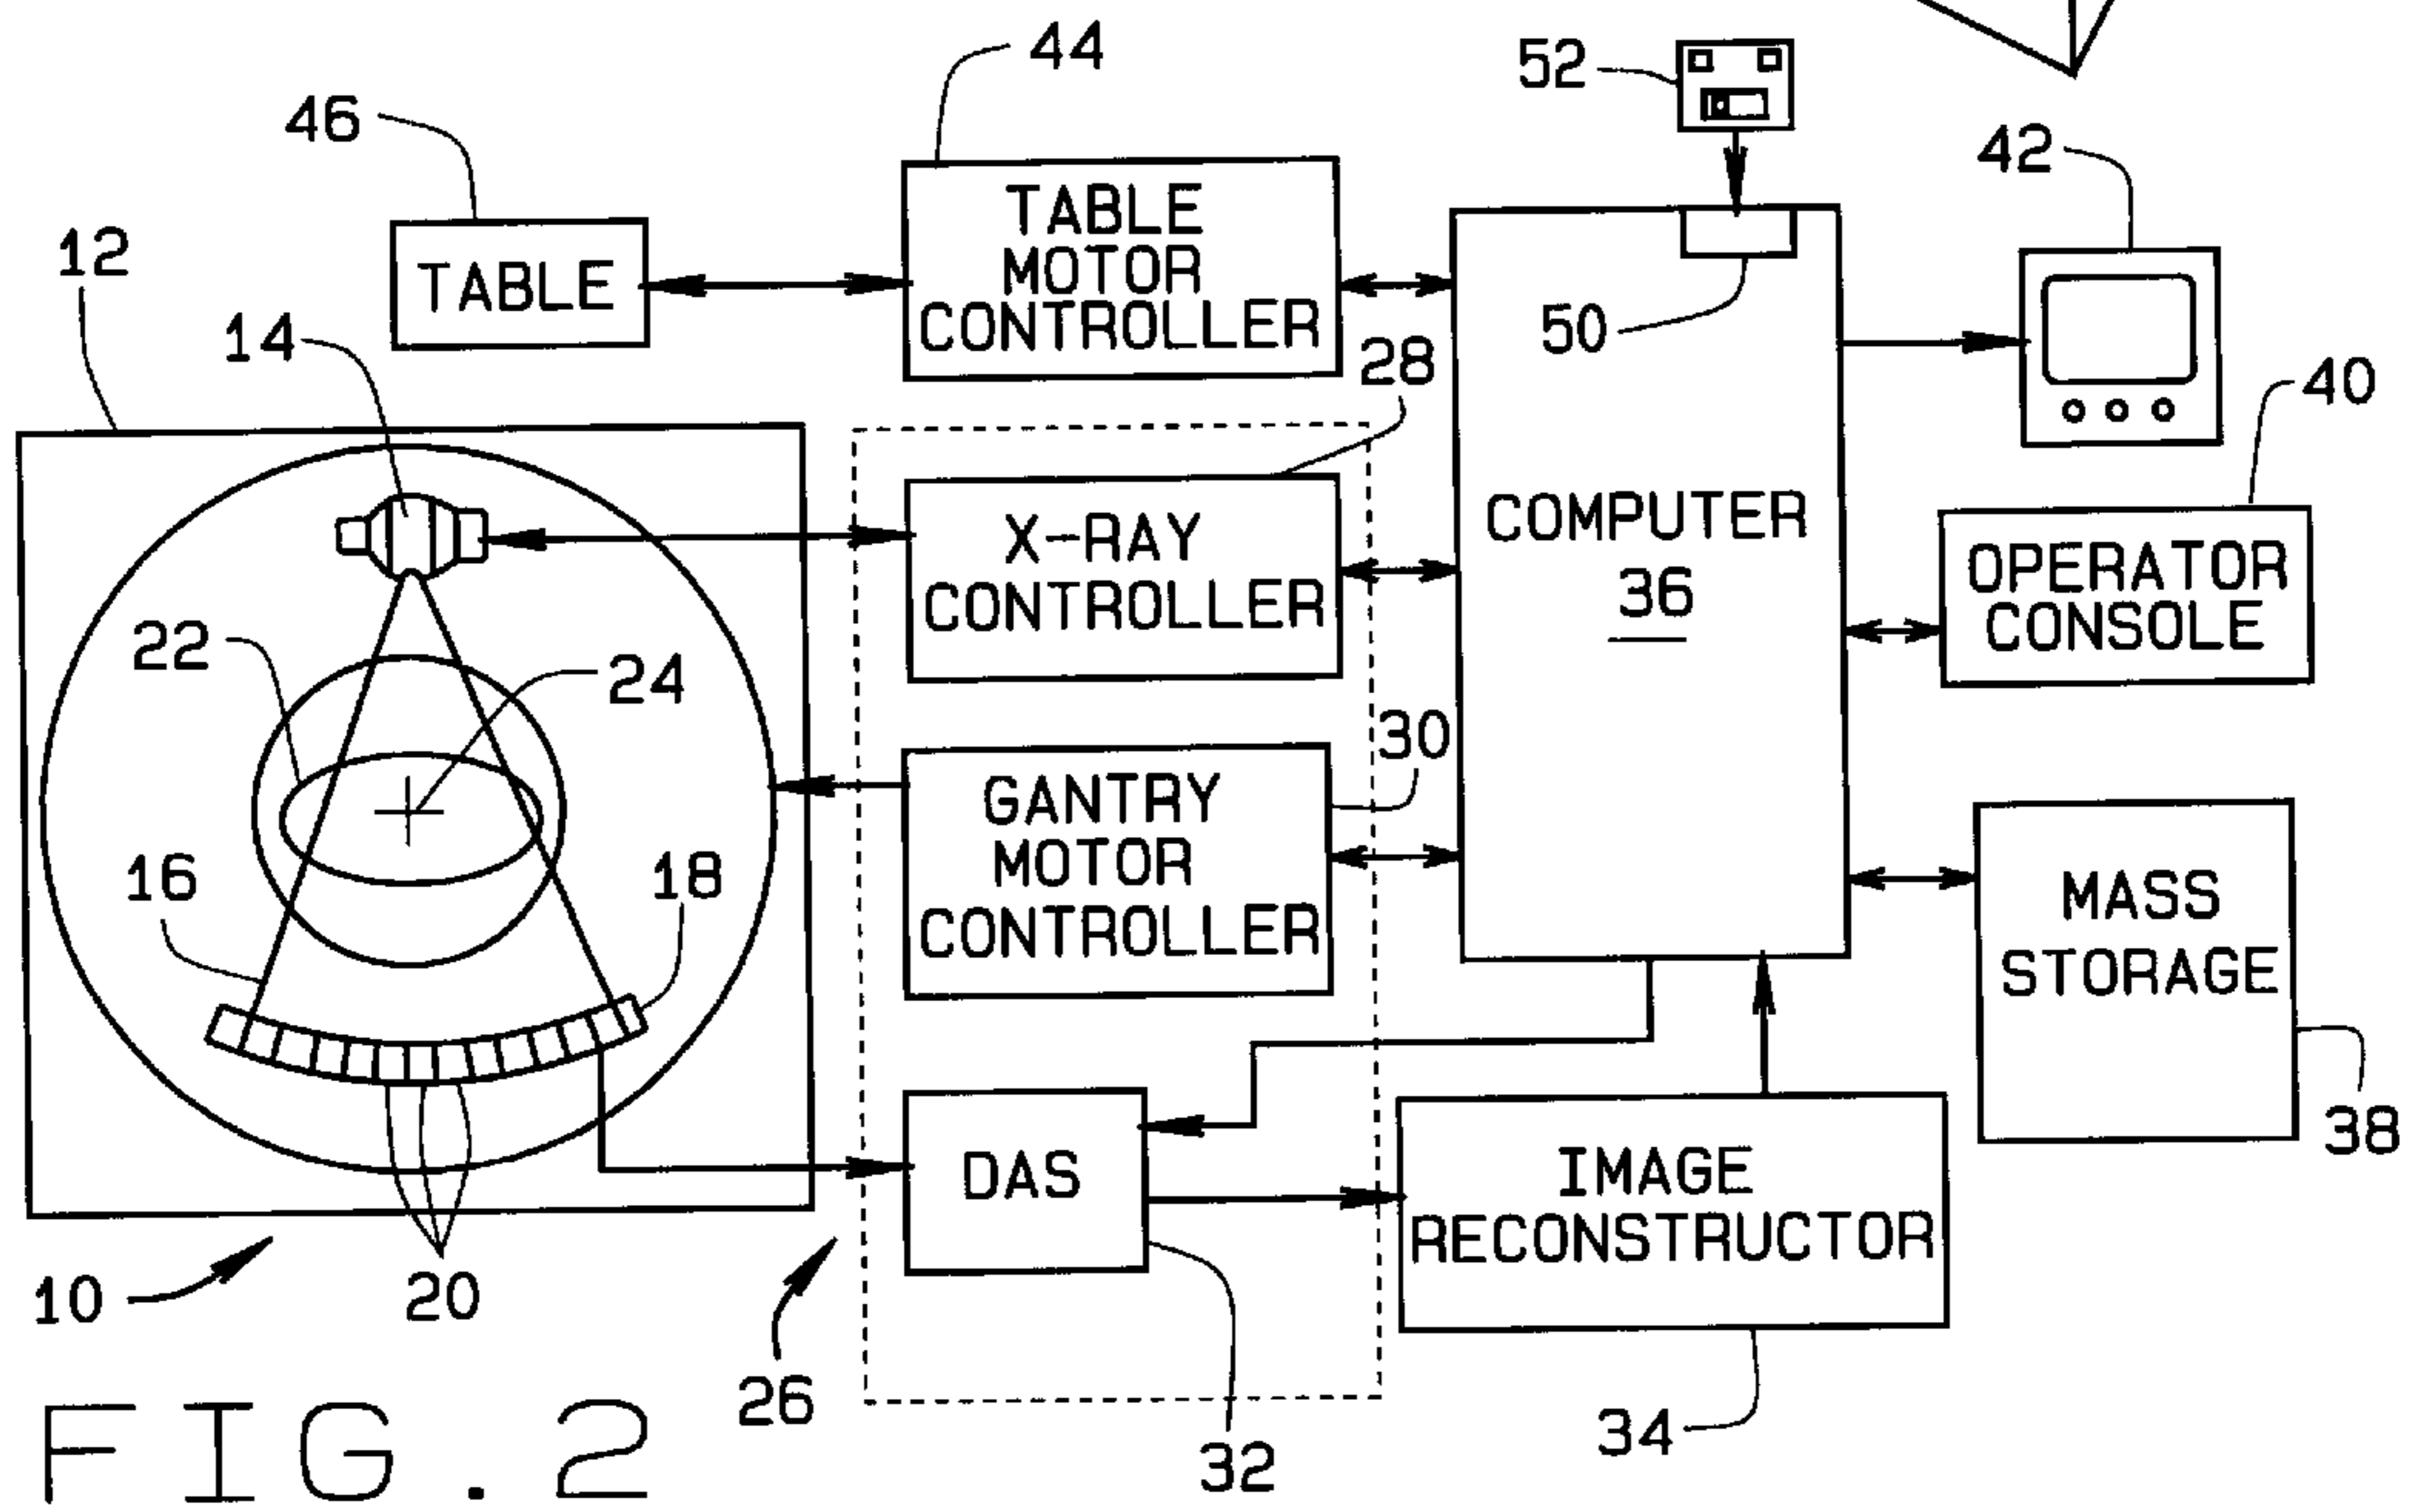 44
52
46
42
12
TABLE
MOTOR
CONTROLLER
TABLE
14
50
28
40
X-RAY
CONTROLLER
COMPUTER
36
OPERATOR
CONSOLE
22
24
30
GANTRY
MOTOR
CONTROLLER
16
18
MASS
STORAGE
38
DAS
IMAGE
RECONSTRUCTOR
10
20
26
32
34
FIG.2